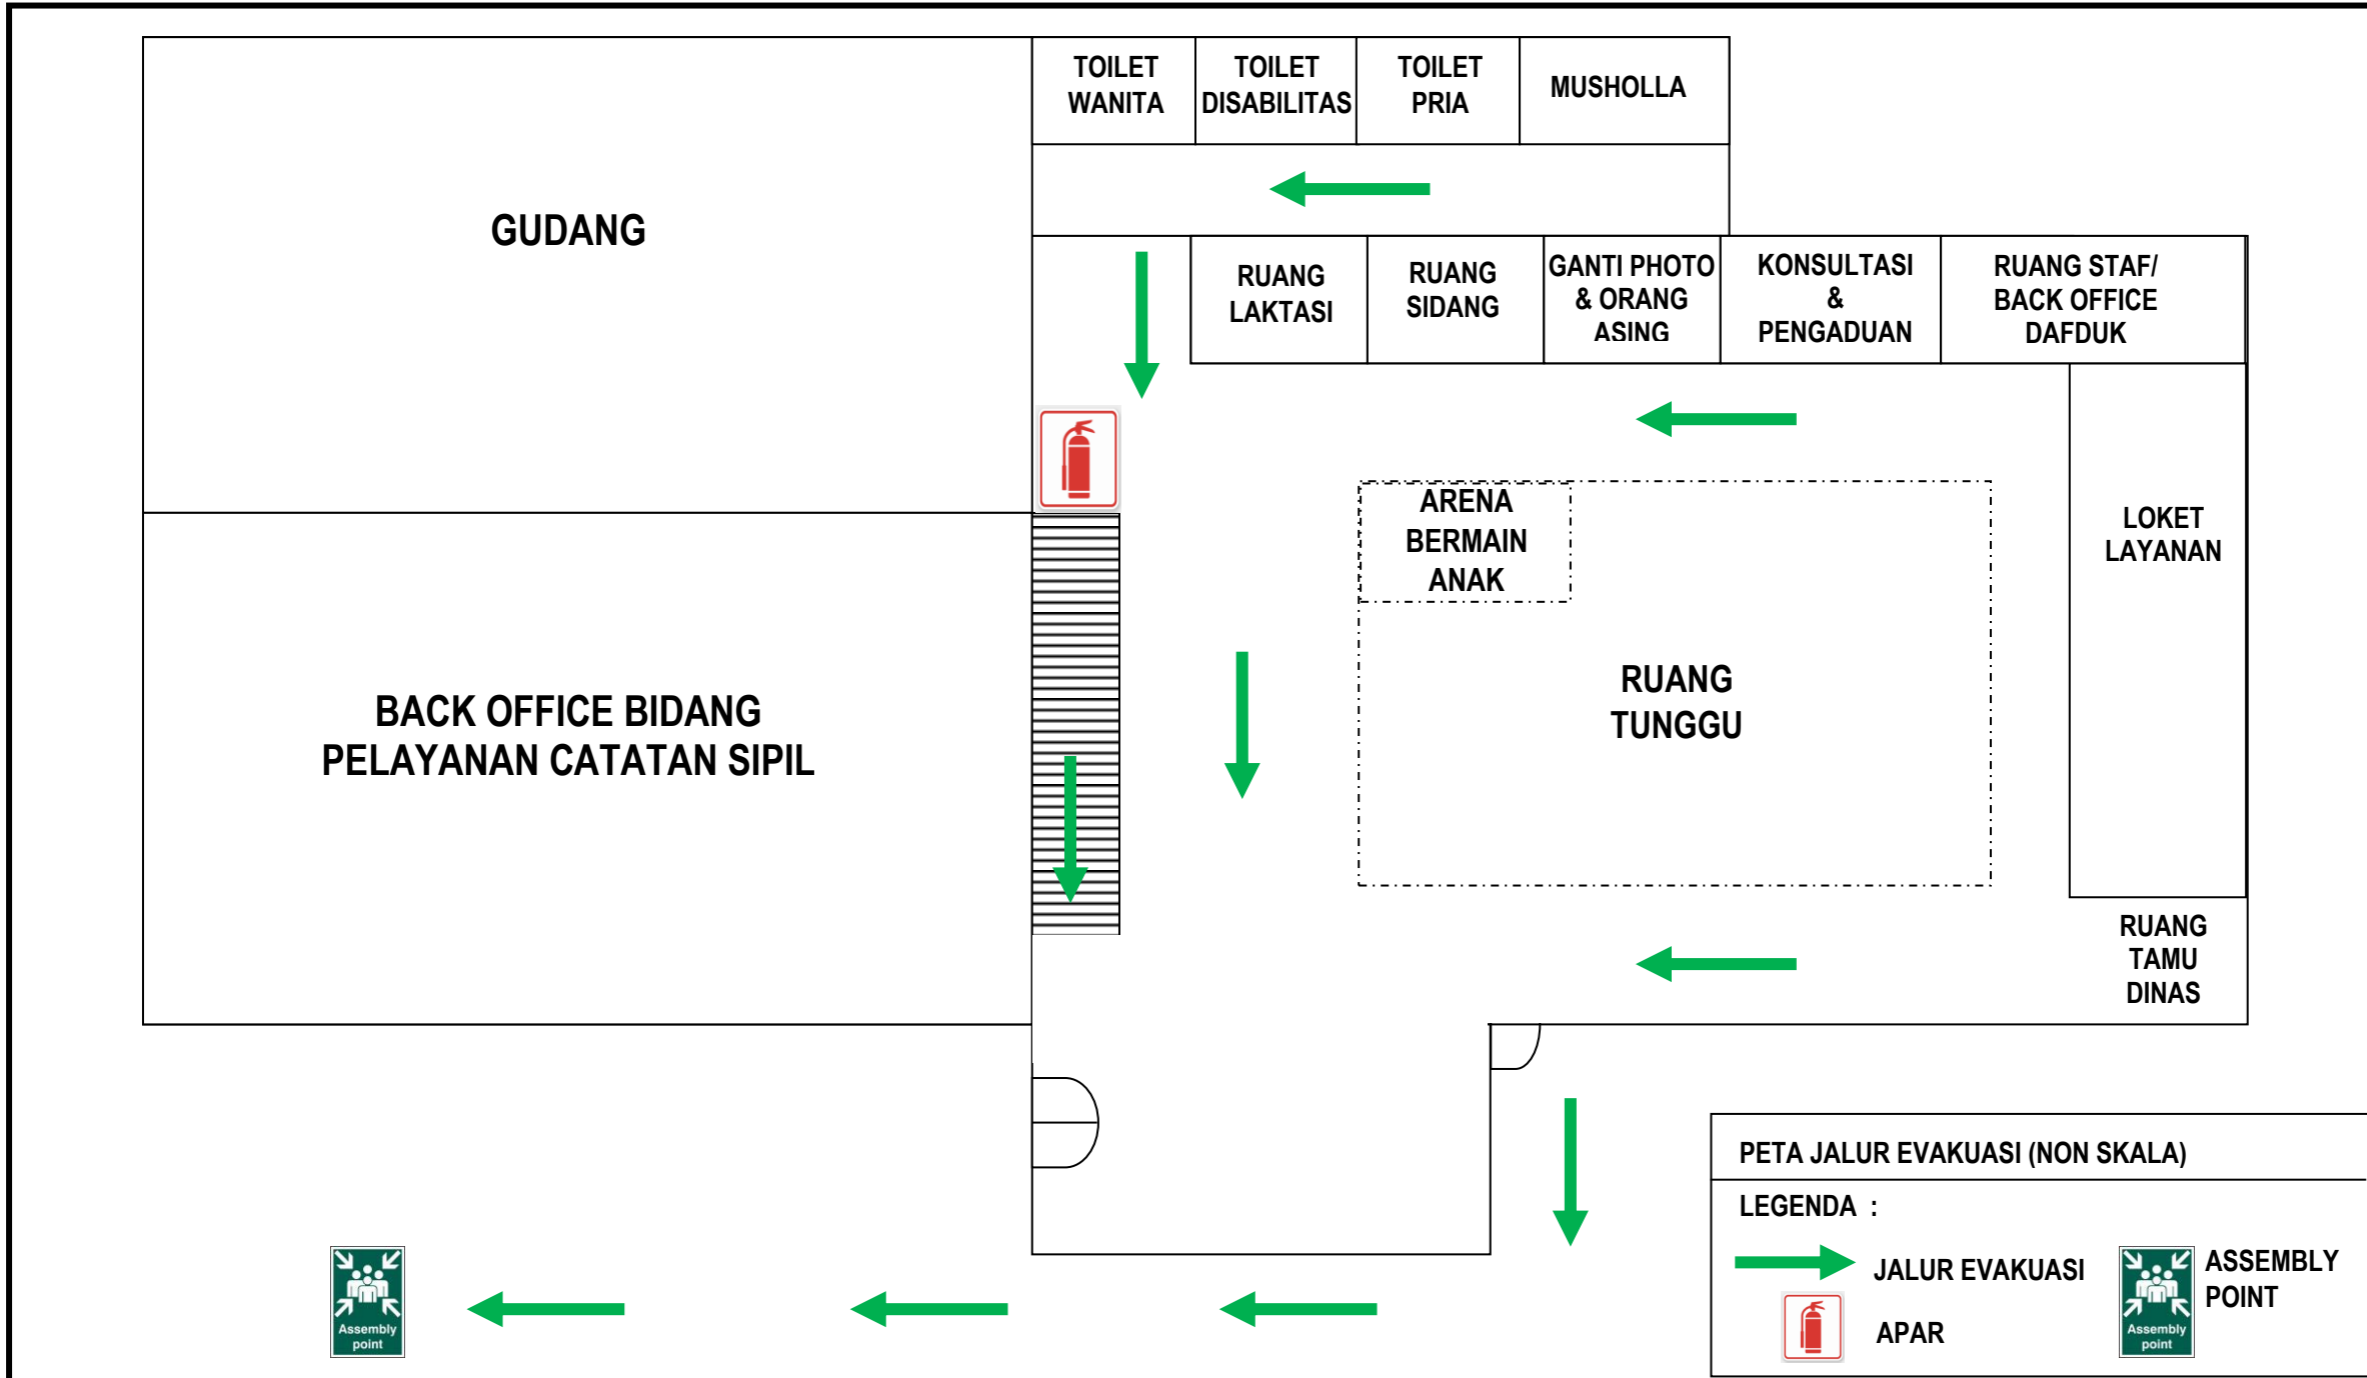 TOILET
WANITA
TOILET
DISABILITAS
TOILET
PRIA
MUSHOLLA
GUDANG
RUANG
LAKTASI
RUANG
SIDANG
GANTI PHOTO
& ORANG
ASING
KONSULTASI
&
PENGADUAN
RUANG STAF/
BACK OFFICE
DAFDUK
ARENA
BERMAIN
ANAK
LOKET
LAYANAN
RUANG
TUNGGU
BACK OFFICE BIDANG
PELAYANAN CATATAN SIPIL
RUANG
TAMU
DINAS
PETA JALUR EVAKUASI (NON SKALA)
LEGENDA :
JALUR EVAKUASI
ASSEMBLY
POINT
APAR
Assembly
point
Assembly
point